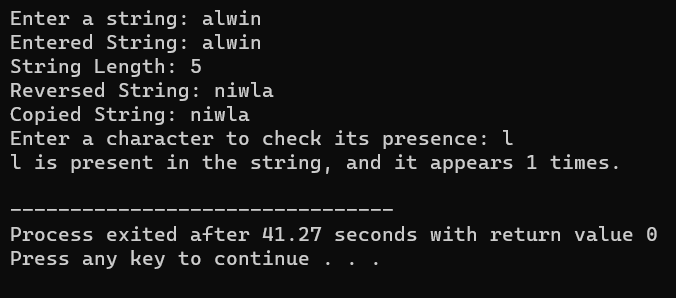 Enter a string: alwin
Entered String: alwin
String Length: 5
Reversed String: niwla
Copied String: niwla
Enter a character to check its presence: l
l is present in the string, and it appears 1 times.
--------------------------------
Process exited after 41.27 seconds with return value 0
Press any key to continue . . .